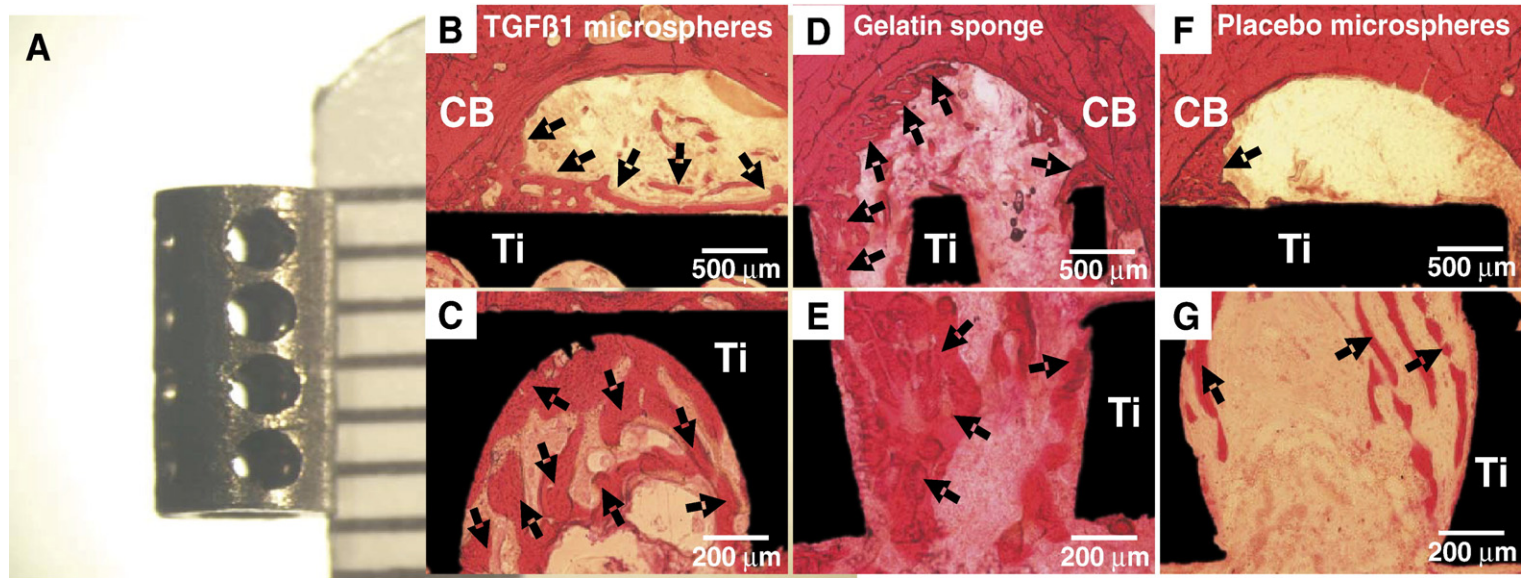 A
B
TGFß1 microspheres
CB
Ti
500 µm
C
Ti
200 µm
D
Gelatin sponge
CB
Ti
500 µm
E
Ti
200 µm
F
Placebo microspheres
CB
Ti
500 µm
G
Ti
200 µm